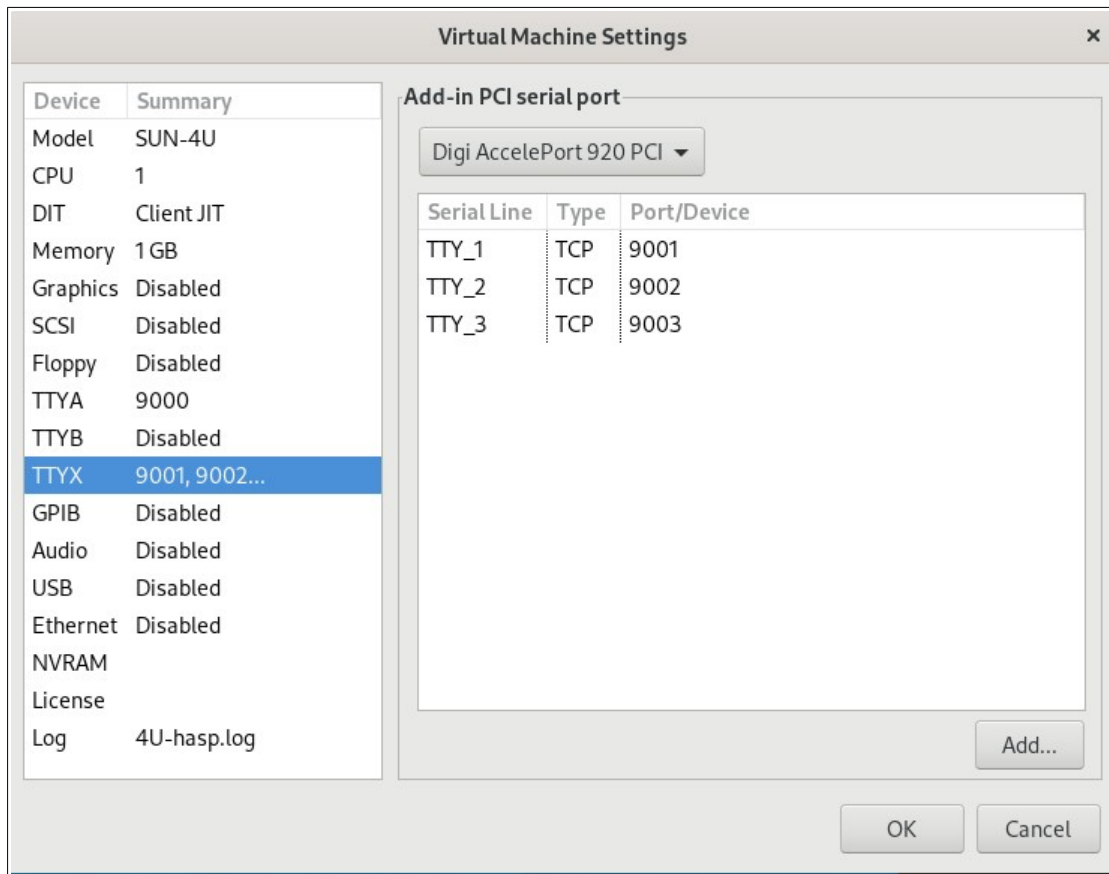 Virtual Machine Settings ×
Device Summary
Model SUN-4U
CPU 1
DIT Client JIT
Memory 1 GB
Graphics Disabled
SCSI Disabled
Floppy Disabled
TTYA 9000
TTYB Disabled
TTYX 9001, 9002...
GPIB Disabled
Audio Disabled
USB Disabled
Ethernet Disabled
NVRAM
License
Log 4U-hasp.log
Add-in PCI serial port
Digi AccelePort 920 PCI
Serial Line Type Port/Device
TTY_1 TCP 9001
TTY_2 TCP 9002
TTY_3 TCP 9003
Add...
OK Cancel